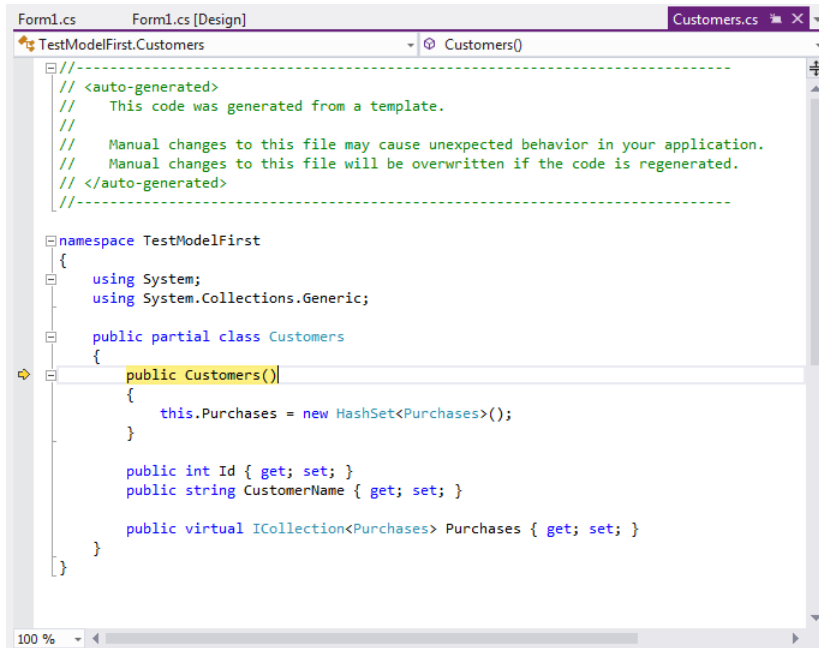 Form1.cs Form1.cs [Design] Customers.cs
TestModelFirst.Customers Customers()
//-----------------------------------------------------------------------------
// <auto-generated>
//    This code was generated from a template.
//
//    Manual changes to this file may cause unexpected behavior in your application.
//    Manual changes to this file will be overwritten if the code is regenerated.
// </auto-generated>
//-----------------------------------------------------------------------------
namespace TestModelFirst
{
    using System;
    using System.Collections.Generic;
    public partial class Customers
    {
        public Customers()
        {
            this.Purchases = new HashSet<Purchases>();
        }
        public int Id { get; set; }
        public string CustomerName { get; set; }
        public virtual ICollection<Purchases> Purchases { get; set; }
    }
}
100 %